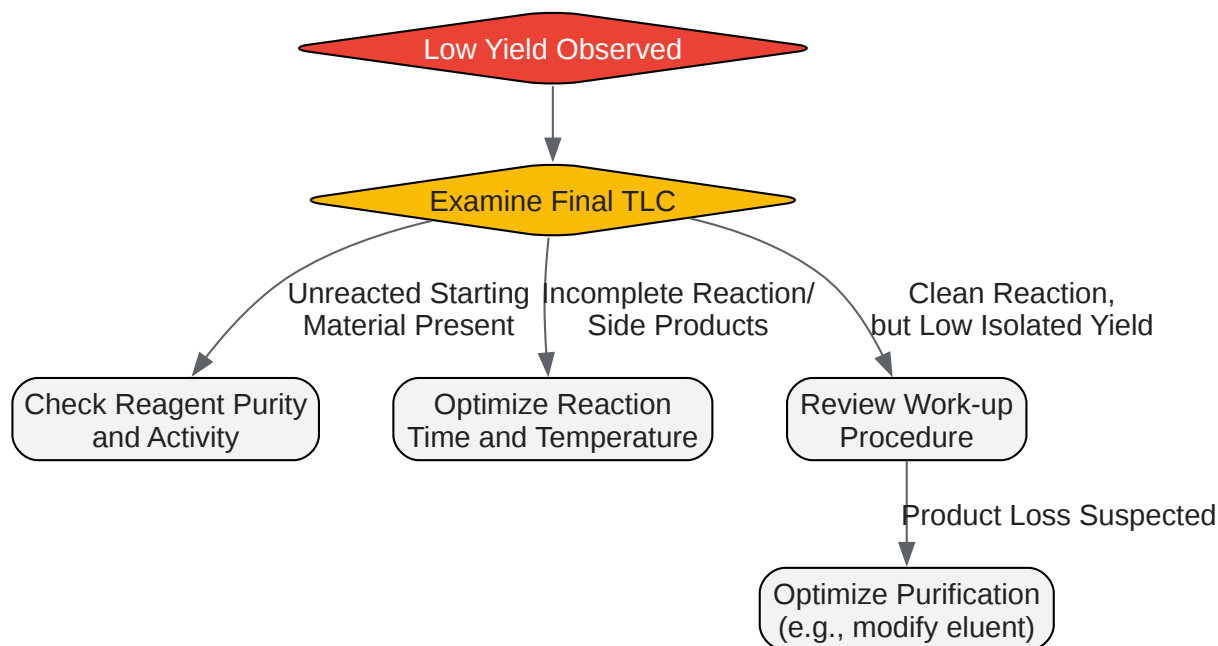 Low Yield Observed
Examine Final TLC
Unreacted Starting
Material Present
Incomplete Reaction/
Side Products
Clean Reaction,
but Low Isolated Yield
Check Reagent Purity
and Activity
Optimize Reaction
Time and Temperature
Review Work-up
Procedure
Product Loss Suspected
Optimize Purification
(e.g., modify eluent)